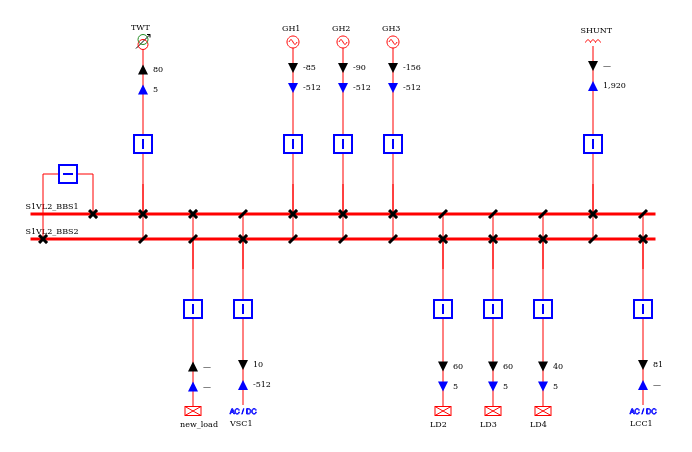 TWT GH1 GH2 GH3 SHUNT
80 -85 -90 -156 —
5 -512 -512 -512 1,920
S1VL2_BBS1
S1VL2_BBS2
— 10 60 60 40 81
— -512 5 5 5 —
AC / DC AC / DC
new_load VSC1 LD2 LD3 LD4 LCC1